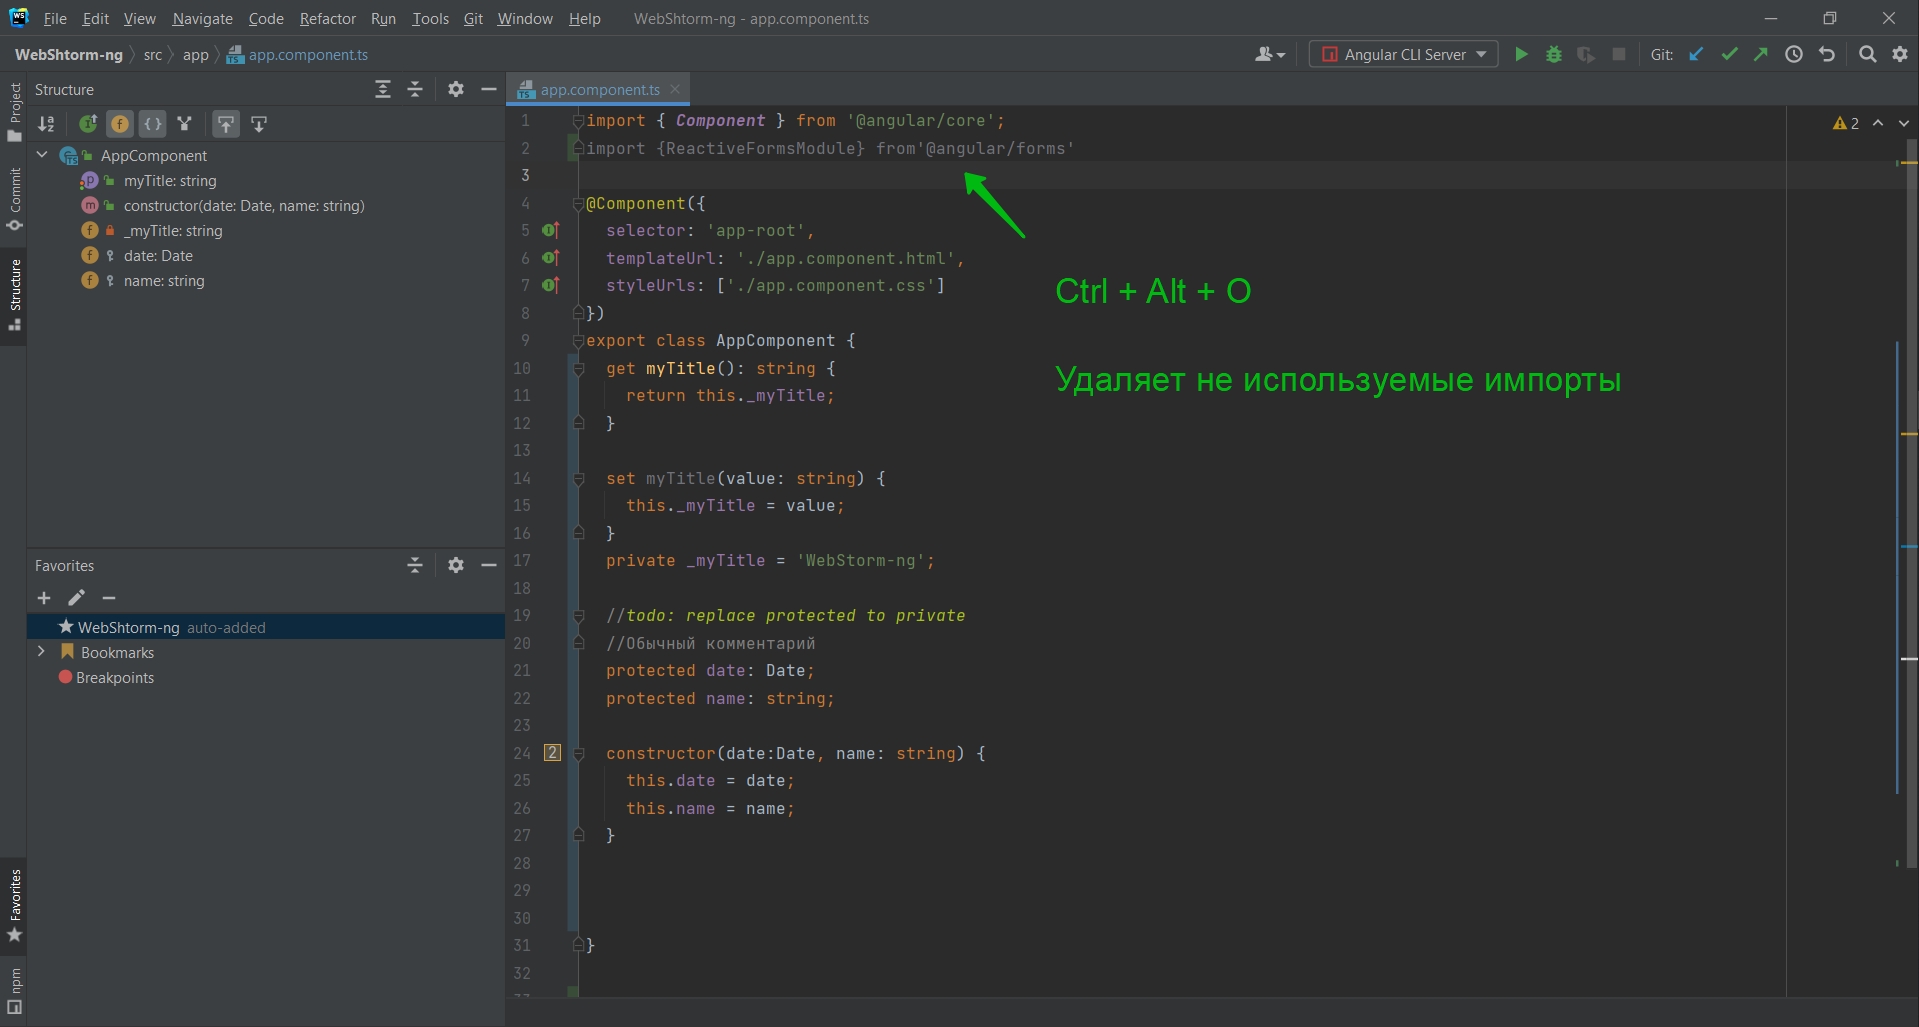 WS File Edit View Navigate Code Refactor Run Tools Git Window Help WebShtorm-ng - app.component.ts
WebShtorm-ng src app app.component.ts Angular CLI Server Git:
Project
Commit
Structure
Favorites
npm
Structure
AppComponent
myTitle: string
constructor(date: Date, name: string)
_myTitle: string
date: Date
name: string
Favorites
WebShtorm-ng auto-added
Bookmarks
Breakpoints
app.component.ts
2
1 import { Component } from '@angular/core';
2 import {ReactiveFormsModule} from'@angular/forms'
3
4 @Component({
5 selector: 'app-root',
6 templateUrl: './app.component.html',
7 styleUrls: ['./app.component.css']
8 })
9 export class AppComponent {
10 get myTitle(): string {
11 return this._myTitle;
12 }
13
14 set myTitle(value: string) {
15 this._myTitle = value;
16 }
17 private _myTitle = 'WebStorm-ng';
18
19 //todo: replace protected to private
20 //Обычный комментарий
21 protected date: Date;
22 protected name: string;
23
24 2 constructor(date:Date, name: string) {
25 this.date = date;
26 this.name = name;
27 }
28
29
30
31 }
32
Ctrl + Alt + O
Удаляет не используемые импорты